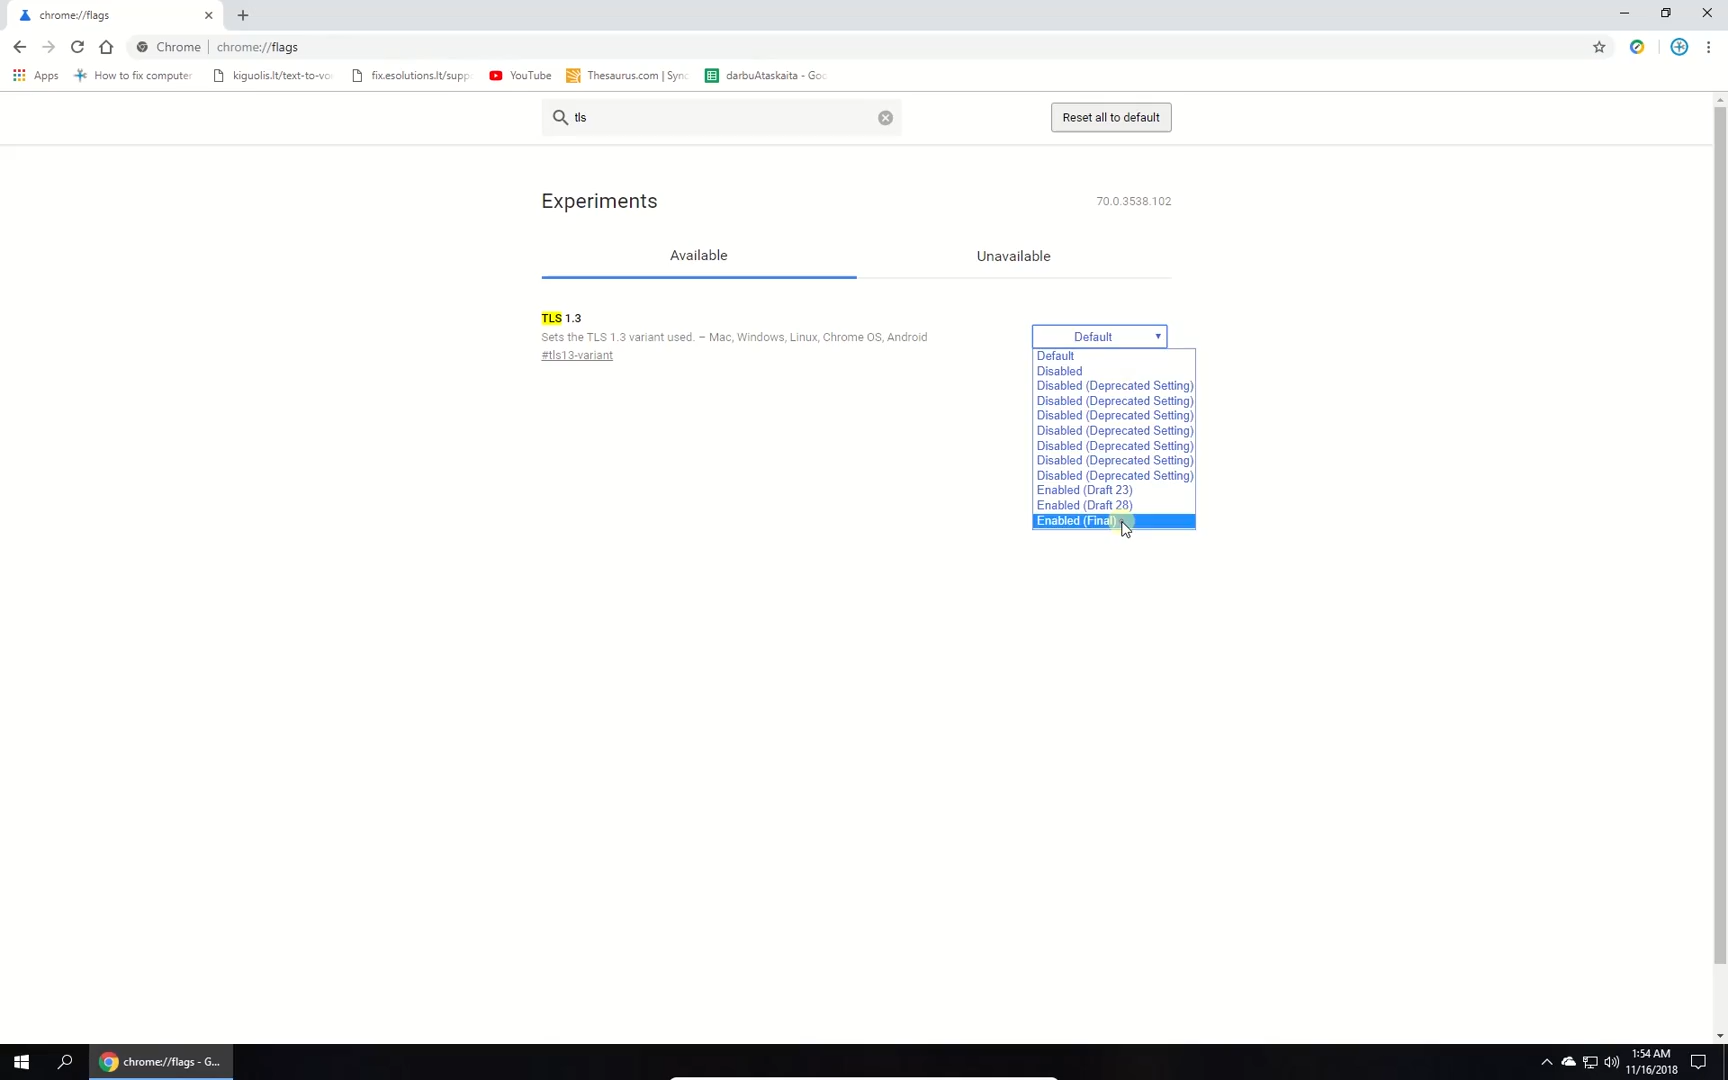 chrome://flags
Chrome | chrome://flags
Apps
How to fix computer
kiguolis.lt/text-to-vo
fix.esolutions.lt/supp
YouTube
Thesaurus.com | Syno
darbuAtaskaita - Goo
tls
Reset all to default
Experiments
70.0.3538.102
Available
Unavailable
TLS 1.3
Sets the TLS 1.3 variant used. – Mac, Windows, Linux, Chrome OS, Android
#tls13-variant
Default
Default
Disabled
Disabled (Deprecated Setting)
Disabled (Deprecated Setting)
Disabled (Deprecated Setting)
Disabled (Deprecated Setting)
Disabled (Deprecated Setting)
Disabled (Deprecated Setting)
Disabled (Deprecated Setting)
Enabled (Draft 23)
Enabled (Draft 28)
Enabled (Final)
chrome://flags - G...
1:54 AM
11/16/2018